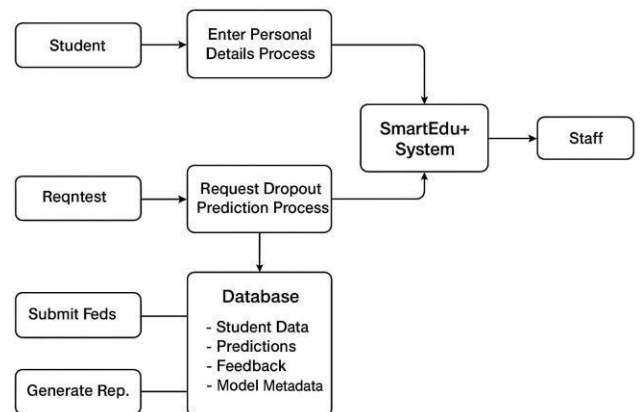 Student
Enter Personal
Details Process
SmartEdu+
System
Staff
Reqntest
Request Dropout
Prediction Process
Database
- Student Data
- Predictions
- Feedback
- Model Metadata
Submit Feds
Generate Rep.